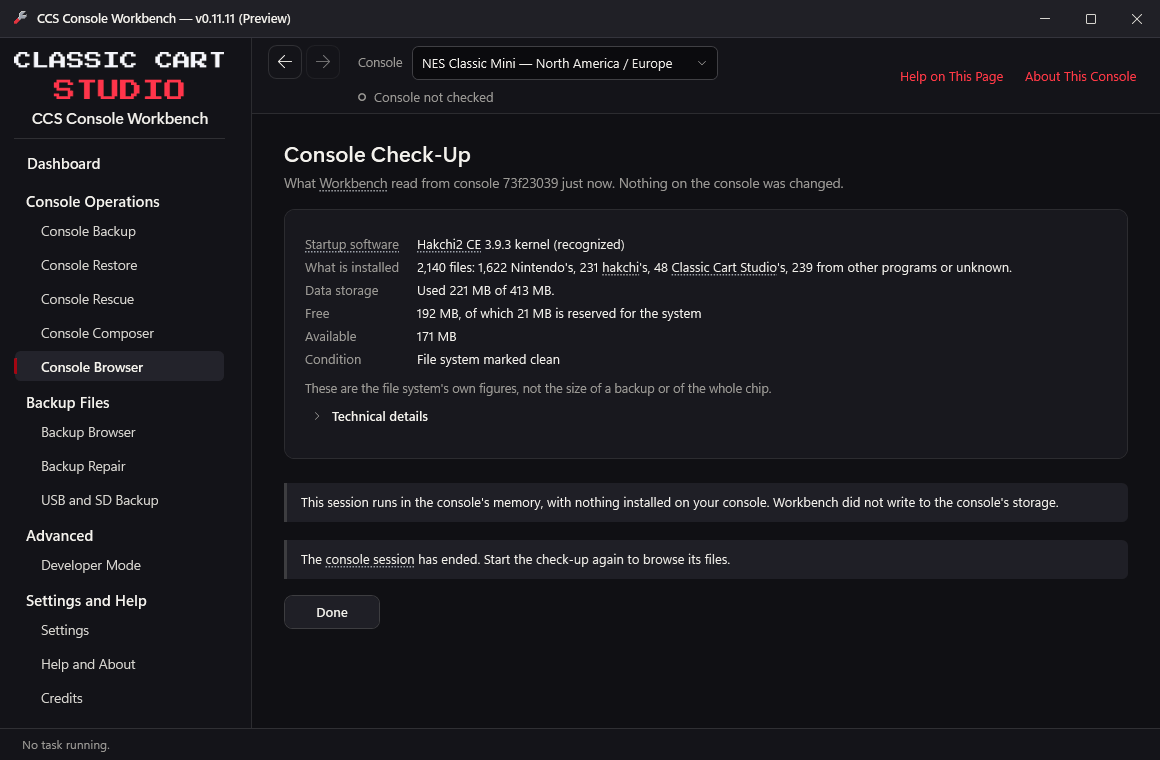 CCS Console Workbench — v0.11.11 (Preview)
CLASSIC CART
STUDIO
CCS Console Workbench
Dashboard
Console Operations
Console Backup
Console Restore
Console Rescue
Console Composer
Console Browser
Backup Files
Backup Browser
Backup Repair
USB and SD Backup
Advanced
Developer Mode
Settings and Help
Settings
Help and About
Credits
Console
NES Classic Mini — North America / Europe
Console not checked
Help on This Page
About This Console
Console Check-Up
What Workbench read from console 73f23039 just now. Nothing on the console was changed.
Startup software Hakchi2 CE 3.9.3 kernel (recognized)
What is installed 2,140 files: 1,622 Nintendo's, 231 hakchi's, 48 Classic Cart Studio's, 239 from other programs or unknown.
Data storage Used 221 MB of 413 MB.
Free 192 MB, of which 21 MB is reserved for the system
Available 171 MB
Condition File system marked clean
These are the file system's own figures, not the size of a backup or of the whole chip.
Technical details
This session runs in the console's memory, with nothing installed on your console. Workbench did not write to the console's storage.
The console session has ended. Start the check-up again to browse its files.
Done
No task running.